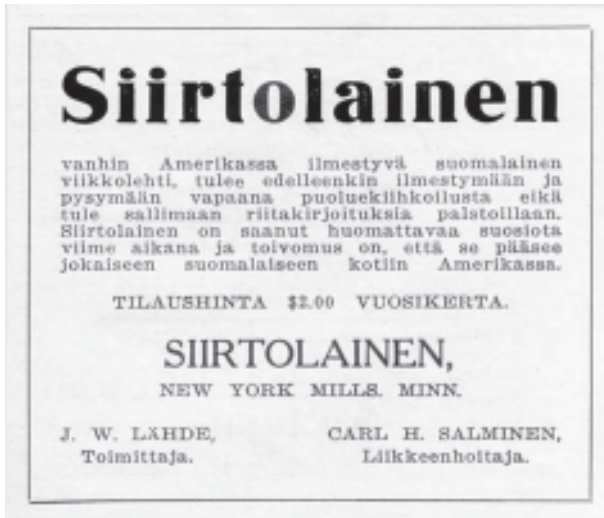 Siirtolainen
vanhin Amerikassa ilmestyvä suomalainen
viikkolehti, tulee edelleenkin ilmestymään ja
pysymään vapaana puoluekiihkoilusta eikä
tule sallimaan riitakirjoituksia palstoillaan.
Siirtolainen on saanut huomattavaa suosiota
viime aikana ja toivomus on, että se pääsee
jokaiseen suomalaiseen kotiin Amerikassa.
TILAUSHINTA $2.00 VUOSIKERTA.
SIIRTOLAINEN,
NEW YORK MILLS. MINN.
J. W. LÄHDE, CARL H. SALMINEN,
Toimittaja. Liikkeenhoitaja.